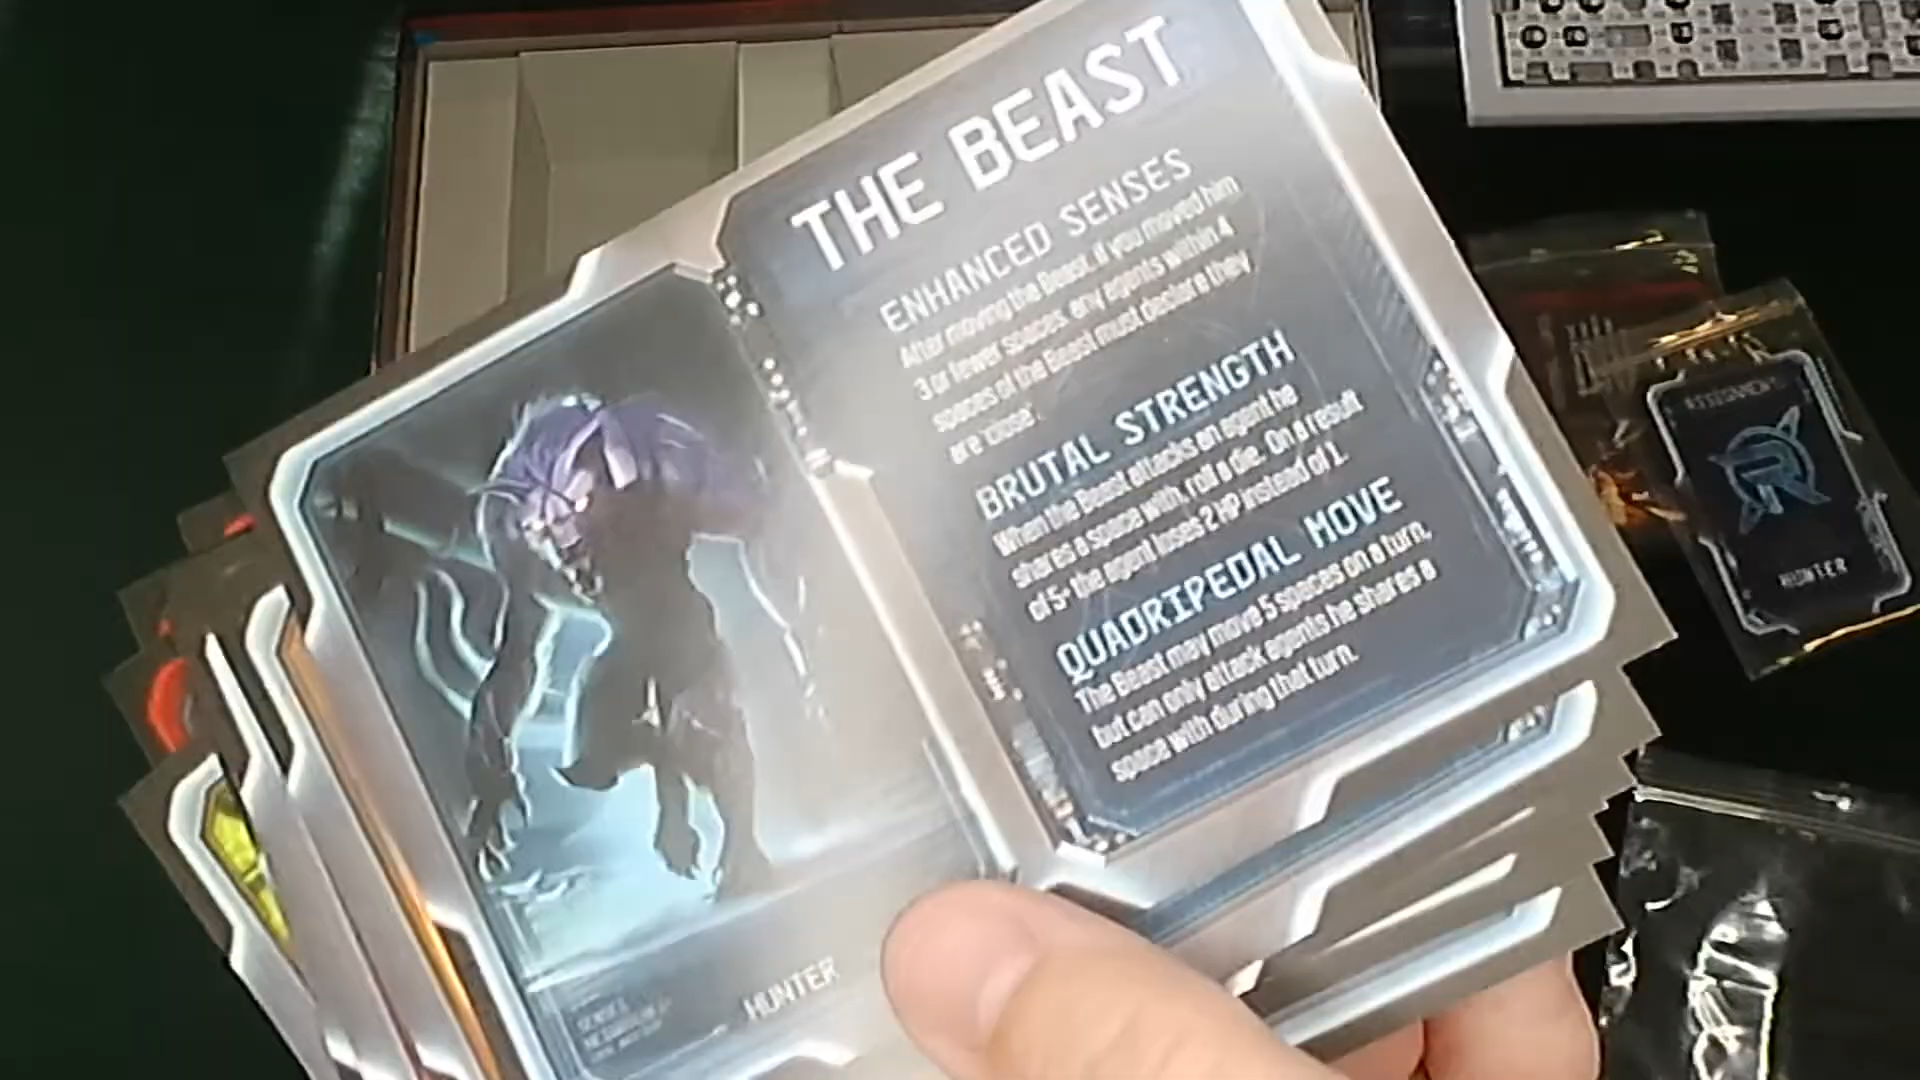 THE BEAST
ENHANCED SENSES
After moving the Beast, if you moved him
3 or fewer spaces, any agents within 4
spaces of the Beast must declare they
are 'close'.
BRUTAL STRENGTH
When the Beast attacks an agent he
shares a space with, roll a die. On a result
of 5+ the agent loses 2 HP instead of 1.
QUADRIPEDAL MOVE
The Beast may move 5 spaces on a turn,
but can only attack agents he shares a
space with during that turn.
HUNTER
HUNTER